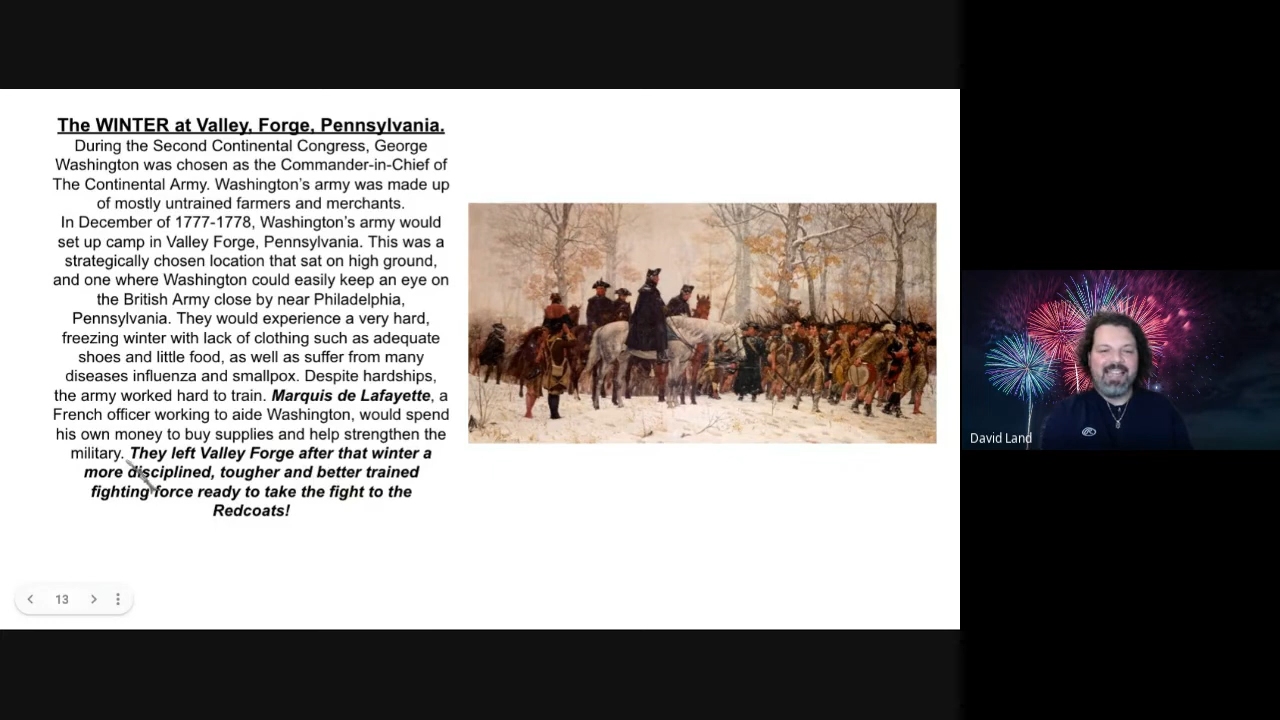 The WINTER at Valley, Forge, Pennsylvania.
During the Second Continental Congress, George
Washington was chosen as the Commander-in-Chief of
The Continental Army. Washington's army was made up
of mostly untrained farmers and merchants.
In December of 1777-1778, Washington's army would
set up camp in Valley Forge, Pennsylvania. This was a
strategically chosen location that sat on high ground,
and one where Washington could easily keep an eye on
the British Army close by near Philadelphia,
Pennsylvania. They would experience a very hard,
freezing winter with lack of clothing such as adequate
shoes and little food, as well as suffer from many
diseases influenza and smallpox. Despite hardships,
the army worked hard to train. Marquis de Lafayette, a
French officer working to aide Washington, would spend
his own money to buy supplies and help strengthen the
military. They left Valley Forge after that winter a
more disciplined, tougher and better trained
fighting force ready to take the fight to the
Redcoats!
13
David Land